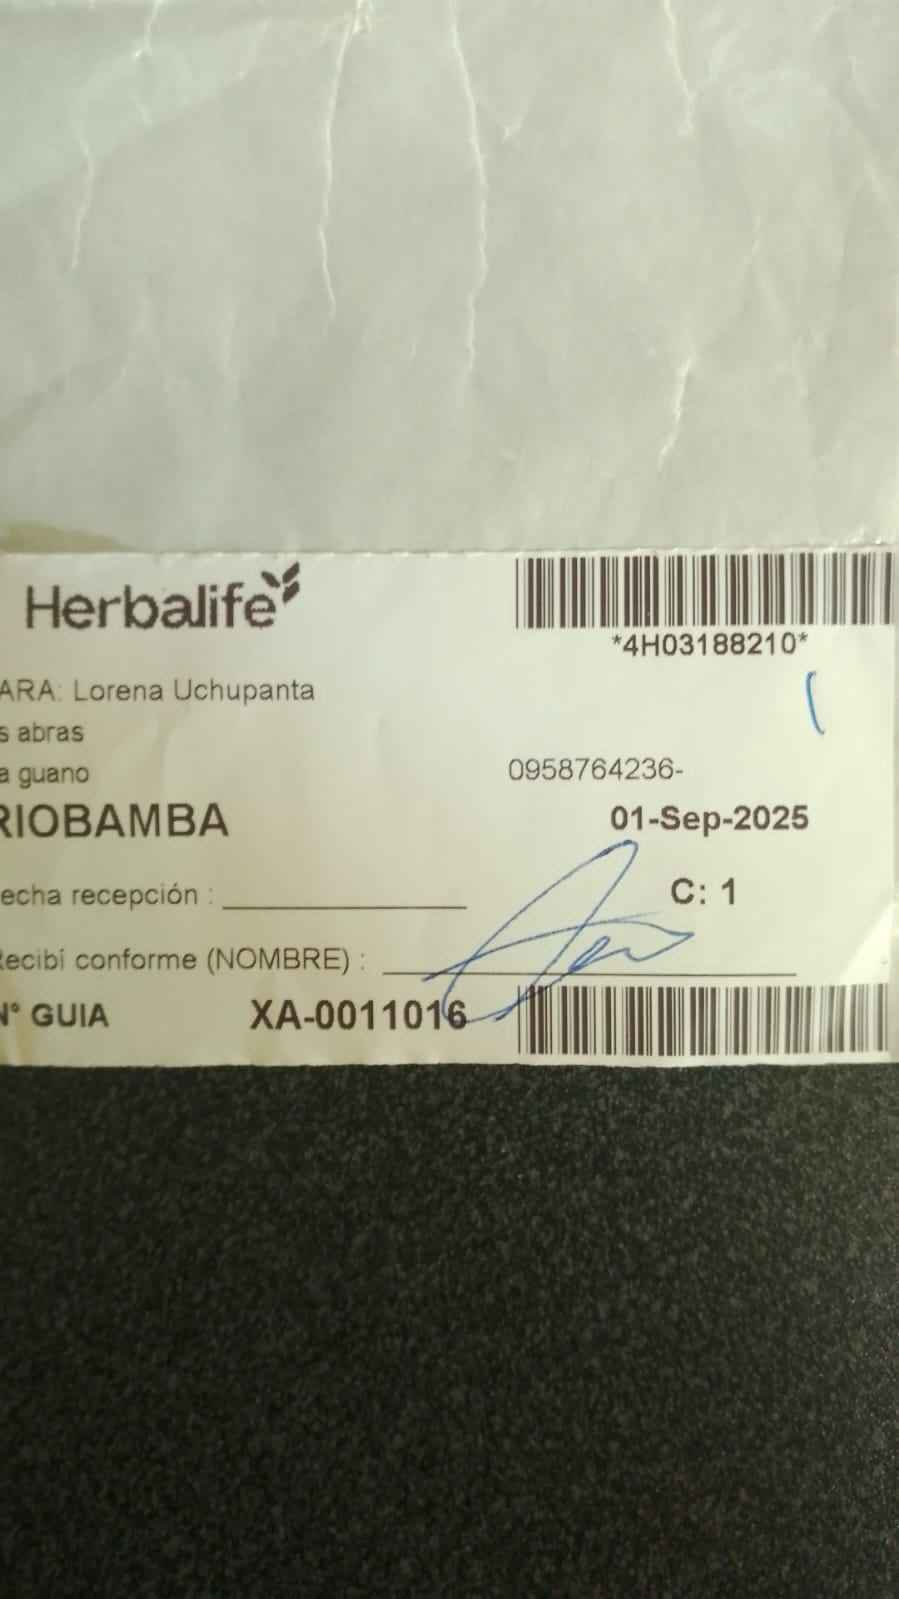 Herbalife
*4H03188210*
ARA: Lorena Uchupanta
s abras
a guano
0958764236-
RIOBAMBA
01-Sep-2025
echa recepción :
C: 1
Recibí conforme (NOMBRE) :
N° GUIA
XA-0011016